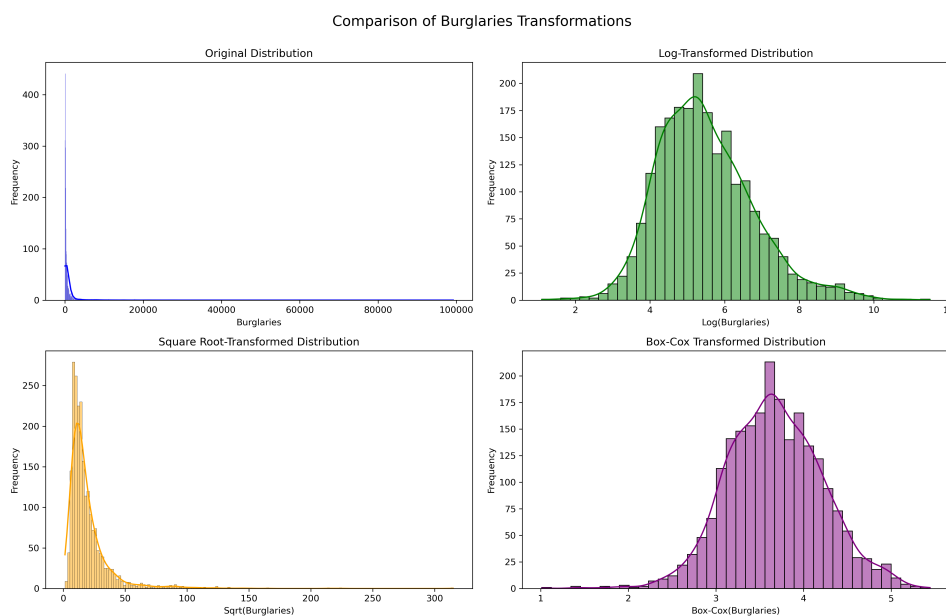 Comparison of Burglaries Transformations
Original Distribution
Frequency
400
300
200
100
0
0 20000 40000 60000 80000 100000
Burglaries
Log-Transformed Distribution
Frequency
200
175
150
125
100
75
50
25
0
2 4 6 8 10
Log(Burglaries)
Square Root-Transformed Distribution
Frequency
250
200
150
100
50
0
0 50 100 150 200 250 300
Sqrt(Burglaries)
Box-Cox Transformed Distribution
Frequency
200
175
150
125
100
75
50
25
0
1 2 3 4 5
Box-Cox(Burglaries)